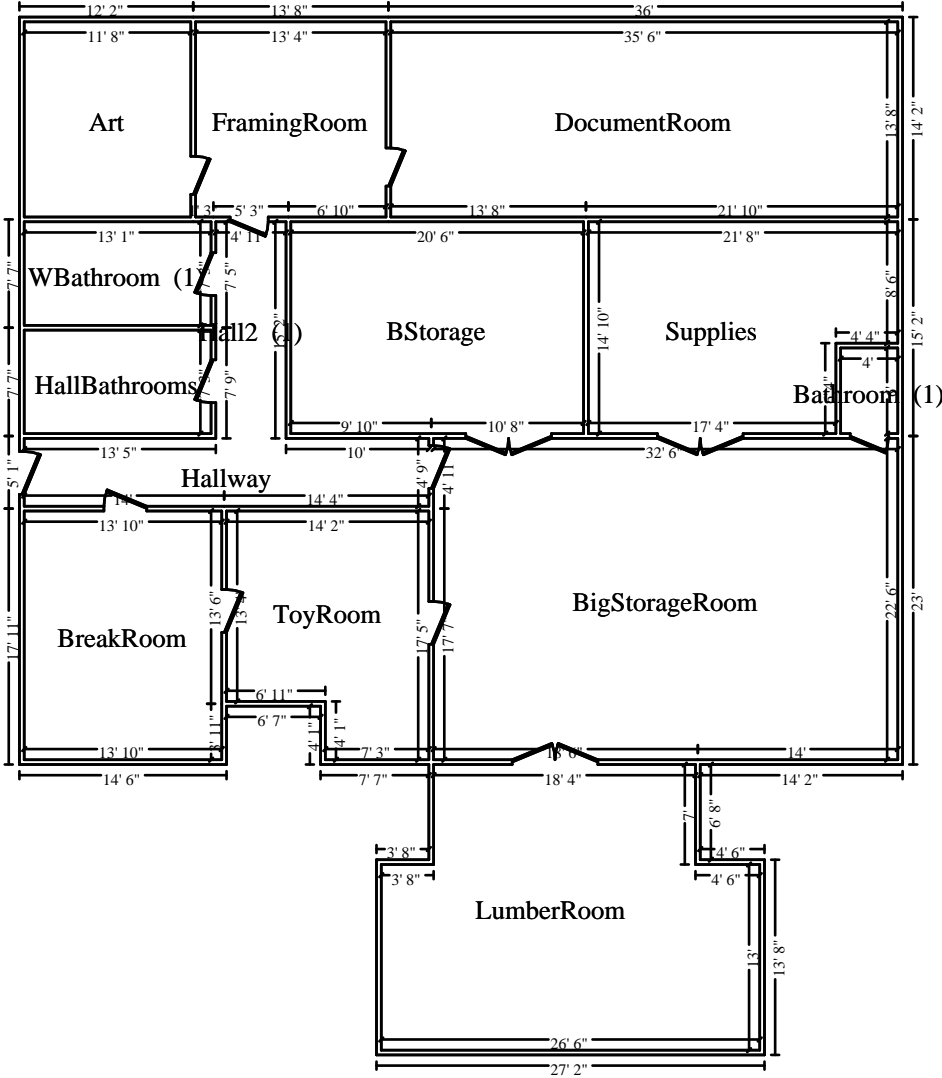 12' 2" 13' 8" 36'
11' 8" 13' 4" 35' 6"
Art FramingRoom DocumentRoom
13' 8" 14' 2"
5' 3" 6' 10" 13' 8" 21' 10"
13' 1" 4' 11" 20' 6" 21' 8"
7' 7" WBathroom (1) 7' 5" 8' 6"
Hall2 (1) 15' 2" BStorage 14' 10" Supplies 15' 2"
4' 4"
4'
7' 7" HallBathrooms 7' 9" Bathroom (1)
9' 10" 10' 8" 17' 4"
13' 5" 10' 32' 6"
5' 1" Hallway 4' 9" 4' 11"
14' 14' 4"
13' 10" 14' 2"
13' 6" 13' 4" ToyRoom BigStorageRoom 22' 6" 23'
17' 11" BreakRoom 17' 5" 17' 7"
6' 11"
6' 7"
4' 1" 4' 1"
13' 10" 7' 3" 18' 6" 14'
14' 6" 7' 7" 18' 4" 14' 2"
7' 6' 8"
3' 8" 4' 6"
3' 8" 4' 6"
LumberRoom
13' 13' 8"
26' 6"
27' 2"